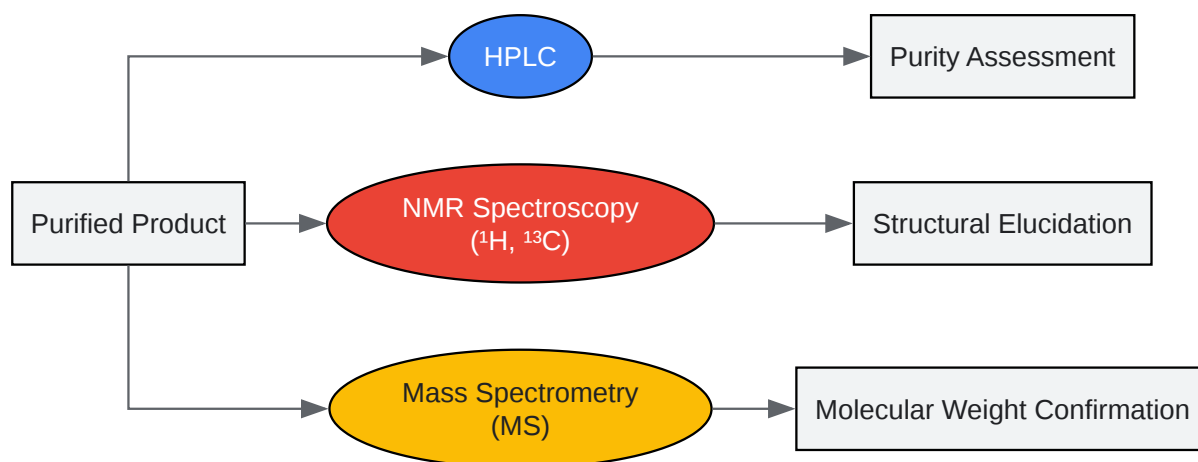 HPLC
Purity Assessment
Purified Product
NMR Spectroscopy
(¹H, ¹³C)
Structural Elucidation
Mass Spectrometry
(MS)
Molecular Weight Confirmation